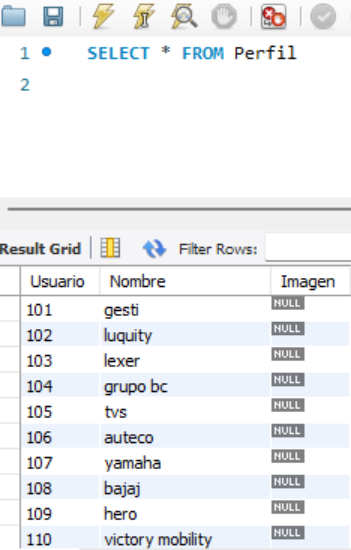 1 SELECT * FROM Perfil
2
Result Grid Filter Rows:
Usuario Nombre Imagen
101 gesti NULL
102 luquity NULL
103 lexer NULL
104 grupo bc NULL
105 tvs NULL
106 auteco NULL
107 yamaha NULL
108 bajaj NULL
109 hero NULL
110 victory mobility NULL